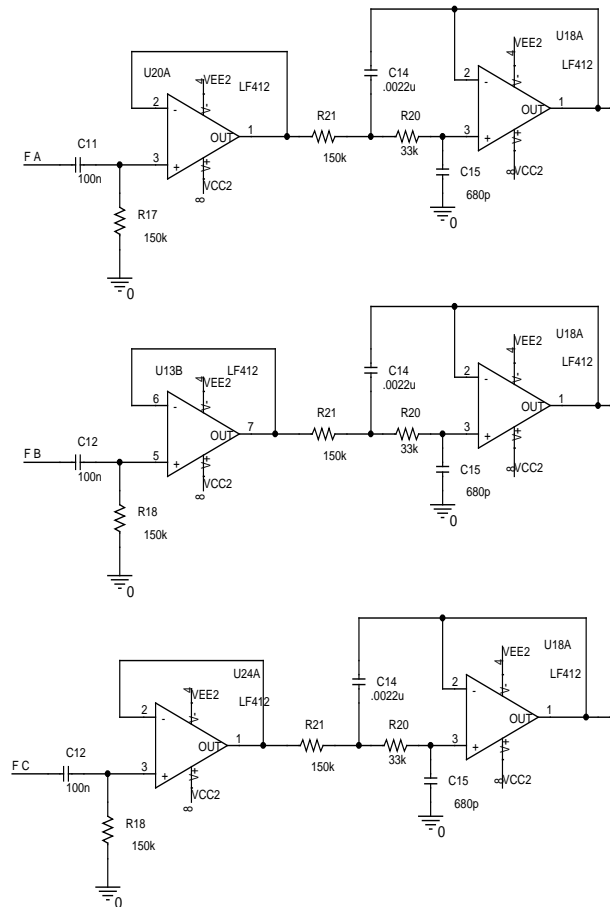 U18A
VEE2
C14
U20A
VEE2
4
V-
LF412
.0022u
4
V-
LF412
2
-
2
-
R21
R20
OUT
1
OUT
1
C11
F A
3
+
V+
150k
33k
3
+
V+
100n
8
VCC2
C15
8
VCC2
R17
680p
150k
0
0
U18A
VEE2
C14
U13B
LF412
VEE2
4
V-
.0022u
4
V-
LF412
6
-
2
-
R21
R20
OUT
7
OUT
1
C12
F B
5
+
V+
150k
33k
3
+
V+
100n
8
VCC2
C15
8
VCC2
R18
680p
150k
0
0
U18A
VEE2
C14
U24A
VEE2
4
V-
LF412
.0022u
4
V-
LF412
2
-
2
-
R21
R20
OUT
1
OUT
1
C12
F C
3
+
V+
150k
33k
3
+
V+
100n
8
VCC2
C15
8
VCC2
R18
680p
150k
0
0